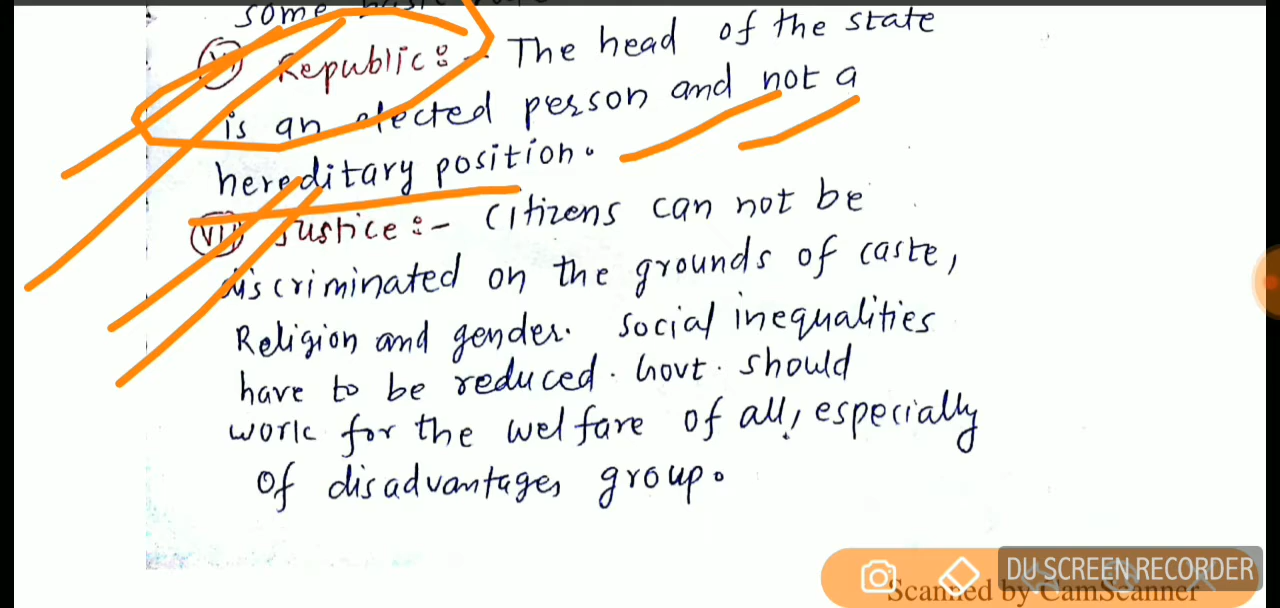 some
(vi) Republic:- The head of the state
is an elected person and not a
hereditary position.
(vii) Justice:- Citizens can not be
discriminated on the grounds of caste,
Religion and gender. Social inequalities
have to be reduced. Govt. should
work for the welfare of all, especially
of disadvantages group.
DU SCREEN RECORDER
Scanned by CamScanner